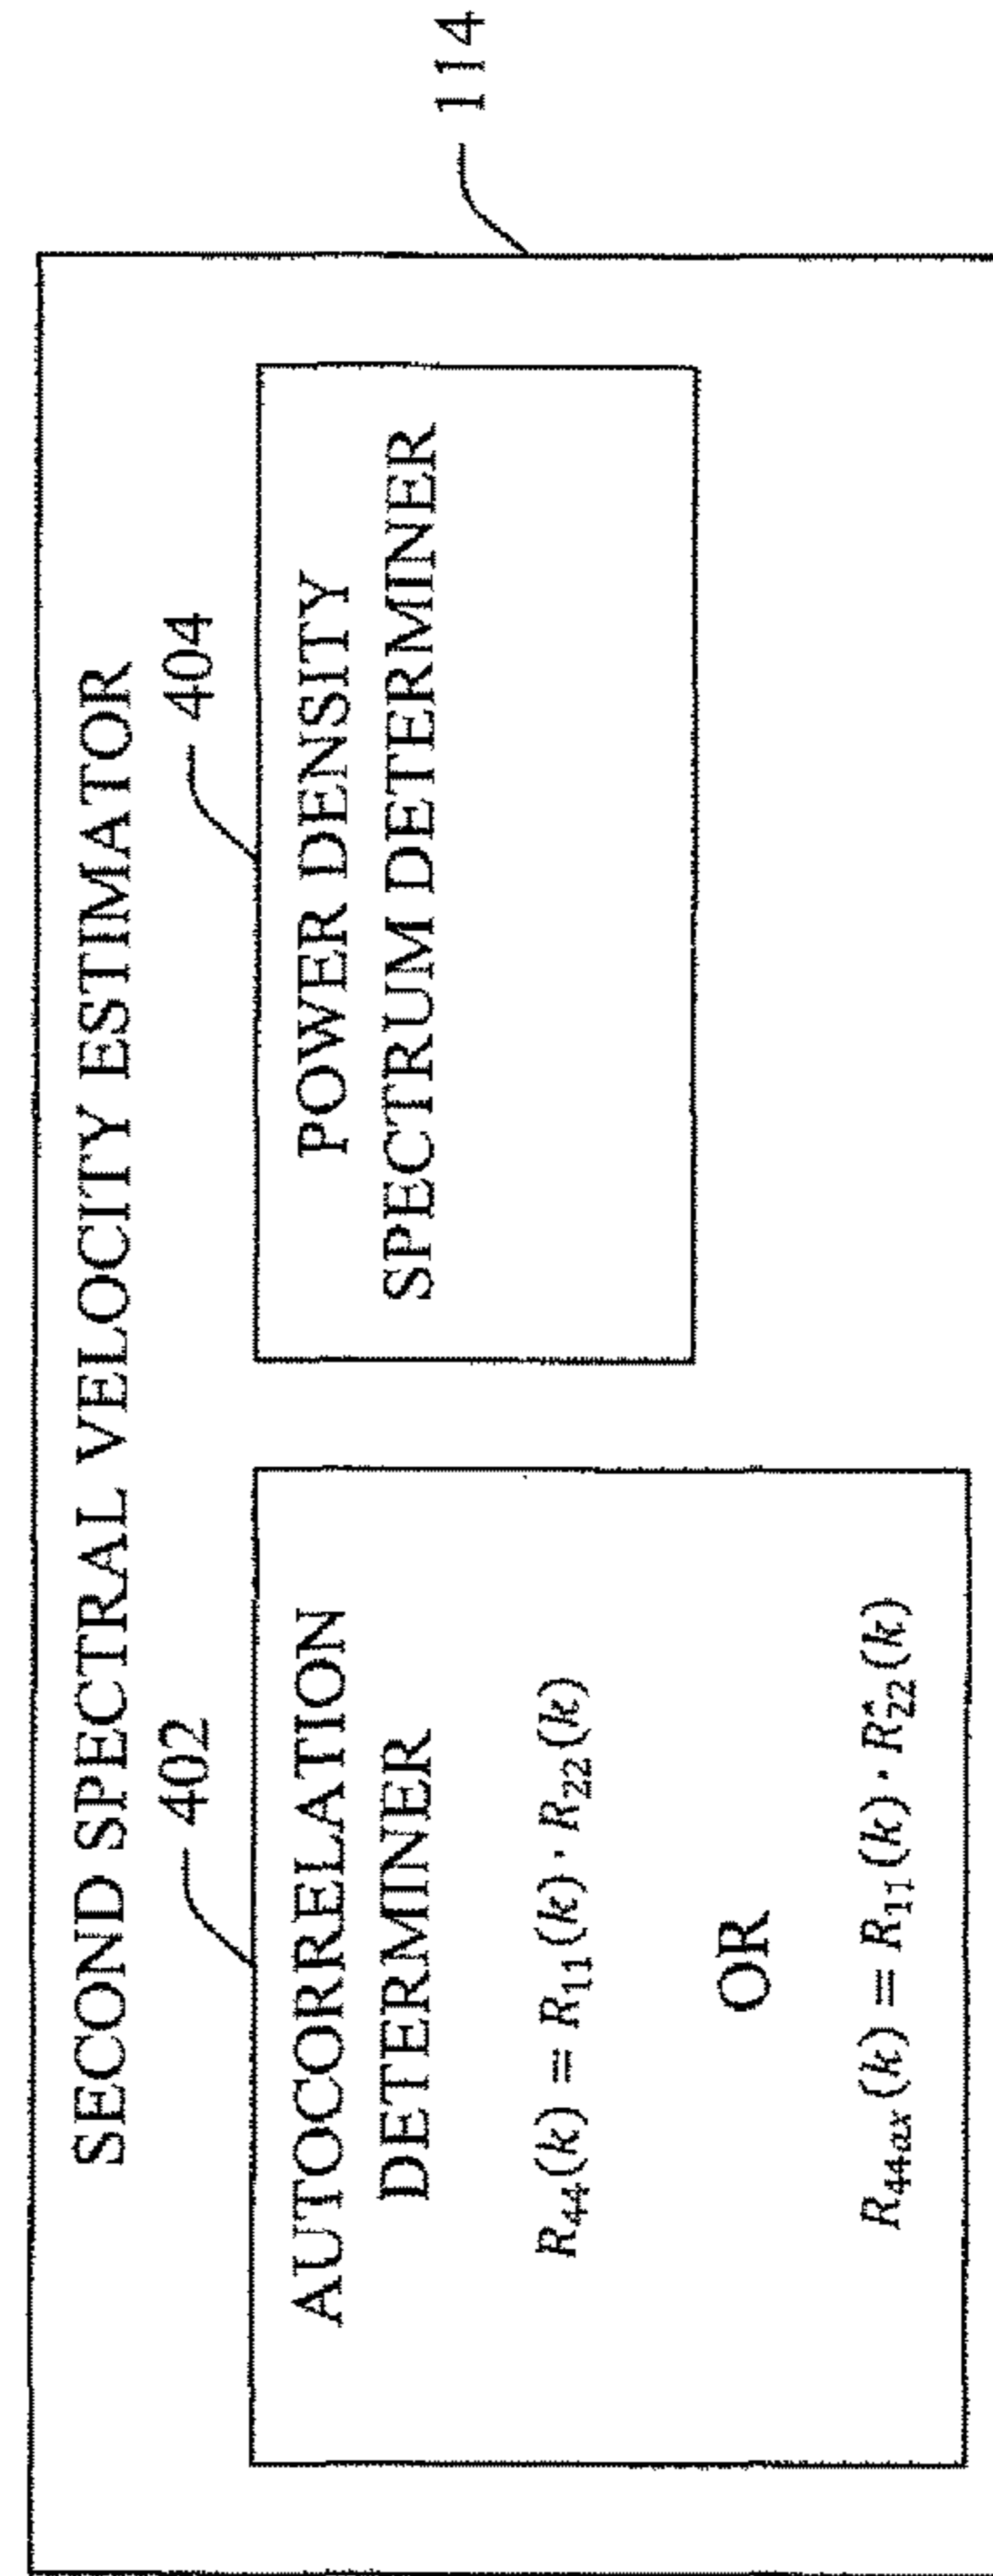 SECOND SPECTRAL VELOCITY ESTIMATOR
402
404
114
AUTOCORRELATION
DETERMINER
R₄₄(k) = R₁₁(k) · R₂₂(k)
OR
R₄₄ₐₓ(k) = R₁₁(k) · R*₂₂(k)
POWER DENSITY
SPECTRUM DETERMINER